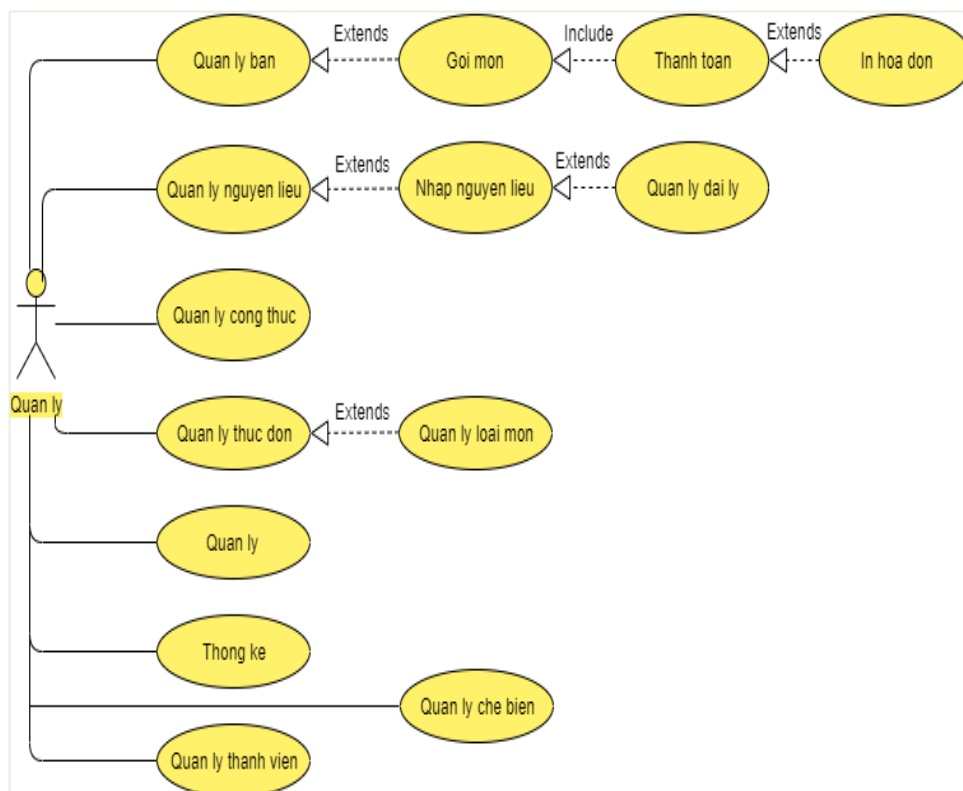 Quan ly ban
Extends
Goi mon
Include
Thanh toan
Extends
In hoa don
Quan ly nguyen lieu
Extends
Nhap nguyen lieu
Extends
Quan ly dai ly
Quan ly cong thuc
Quan ly
Quan ly thuc don
Extends
Quan ly loai mon
Quan ly
Thong ke
Quan ly che bien
Quan ly thanh vien